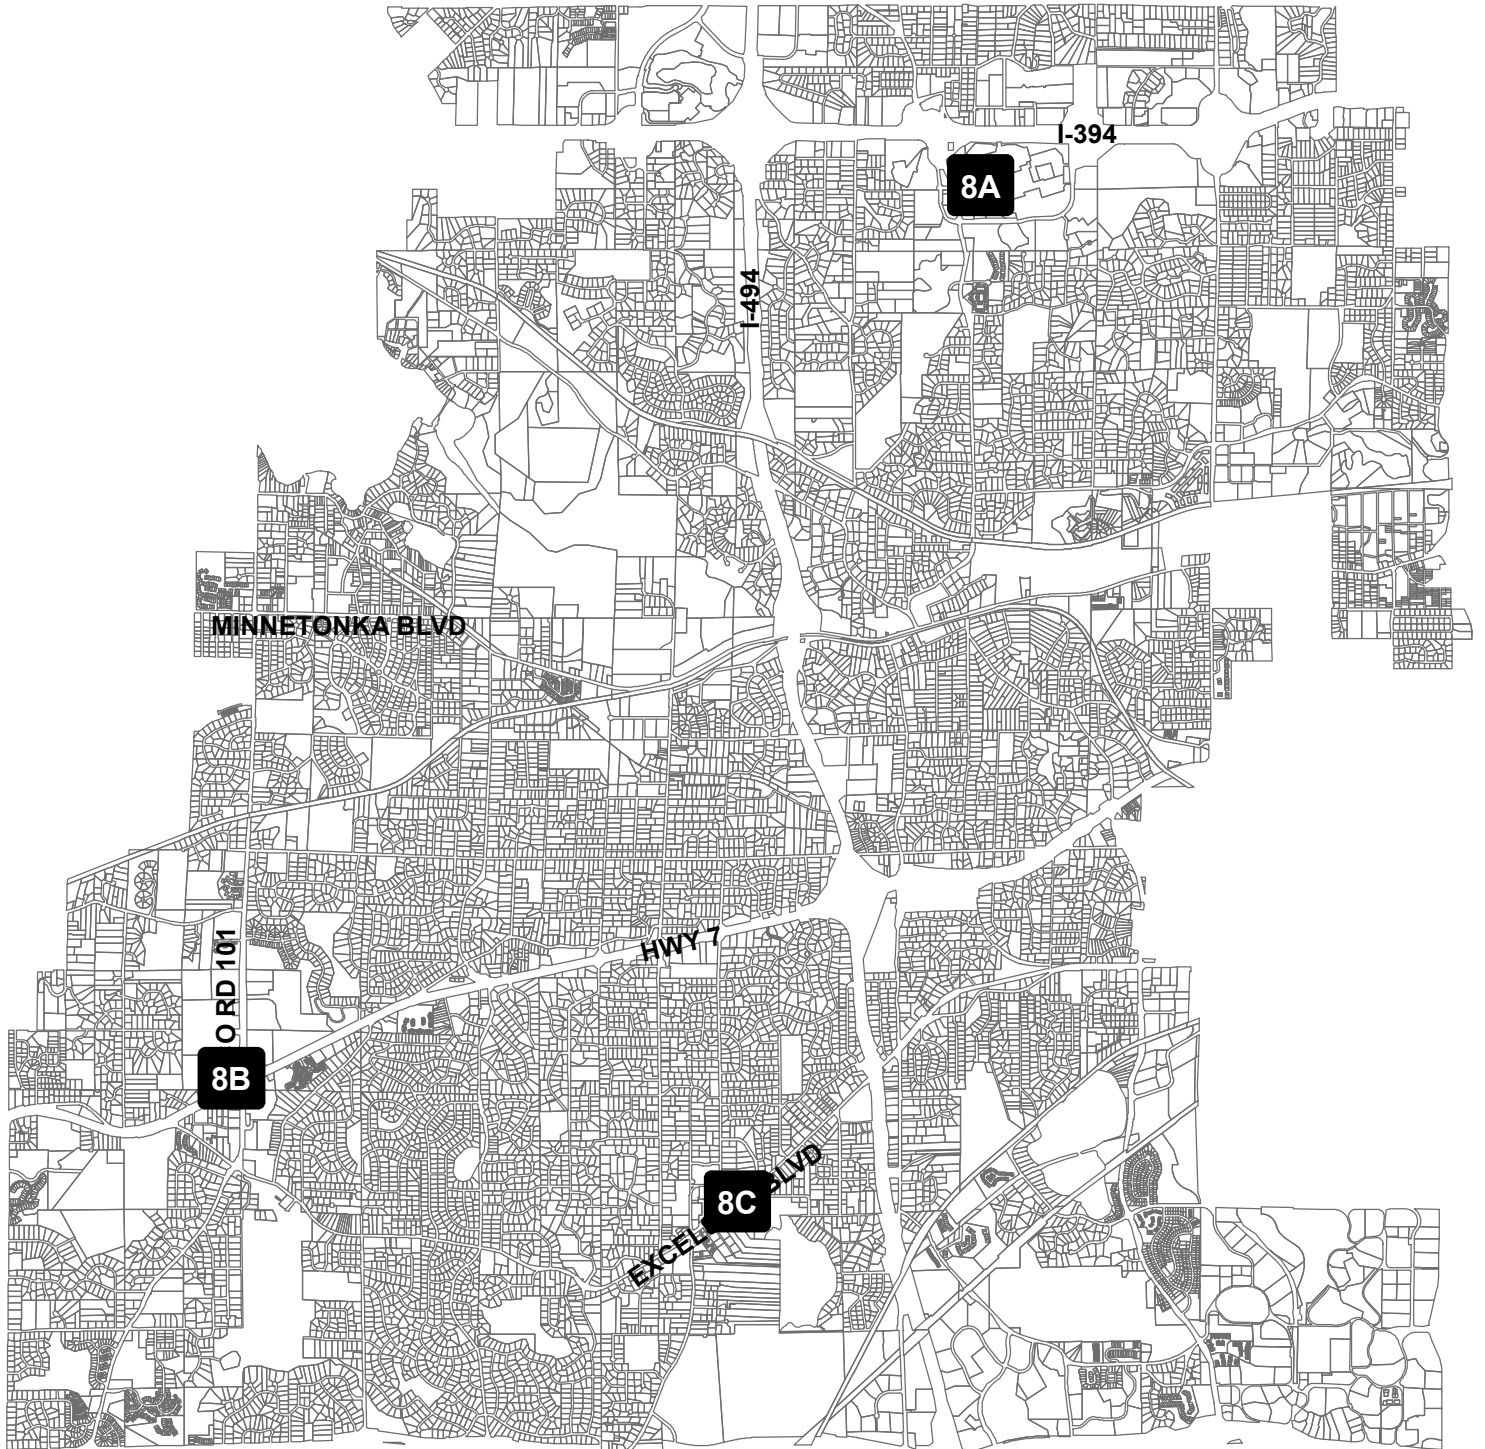 I-394
8A
I-494
MINNETONKA BLVD
HWY 7
O RD 101
8B
8C
EXCEL BLVD